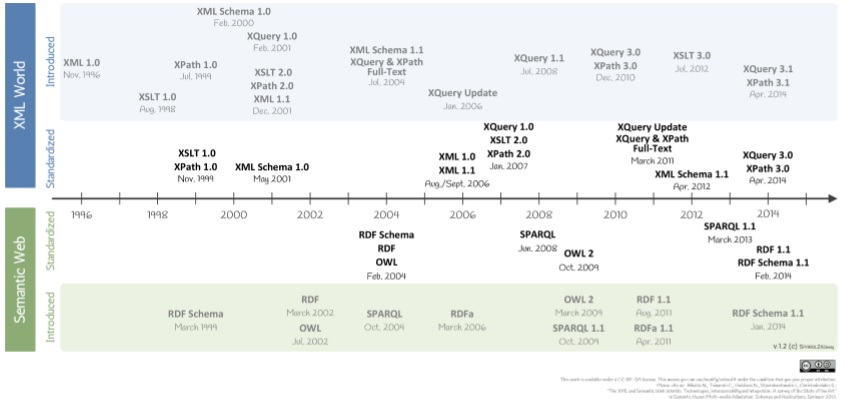 XML World
Introduced
XML Schema 1.0
Feb. 2000
XQuery 1.0
Feb. 2001
XML 1.0
Nov. 1996
XPath 1.0
Jul. 1999
XSLT 2.0
XPath 2.0
XML 1.1
Dec. 2001
XSLT 1.0
Aug. 1998
XML Schema 1.1
XQuery & XPath
Full-Text
Jul. 2004
XQuery Update
Jan. 2006
XQuery 1.1
Jul. 2008
XQuery 3.0
XPath 3.0
Dec. 2010
XSLT 3.0
Jul. 2012
XQuery 3.1
XPath 3.1
Apr. 2014
Standardized
XSLT 1.0
XPath 1.0
Nov. 1999
XML Schema 1.0
May 2001
XML 1.0
XML 1.1
Aug./Sept. 2006
XQuery 1.0
XSLT 2.0
XPath 2.0
Jan. 2007
XQuery Update
XQuery & XPath
Full-Text
March 2011
XML Schema 1.1
Apr. 2012
XQuery 3.0
XPath 3.0
Apr. 2014
1996 1998 2000 2002 2004 2006 2008 2010 2012 2014
Semantic Web
Standardized
RDF Schema
RDF
OWL
Feb. 2004
SPARQL
Jan. 2008
OWL 2
Oct. 2009
SPARQL 1.1
March 2013
RDF 1.1
RDF Schema 1.1
Feb. 2014
Introduced
RDF Schema
March 1999
RDF
March 2002
OWL
Jul. 2002
SPARQL
Oct. 2004
RDFa
March 2006
OWL 2
March 2009
SPARQL 1.1
Oct. 2009
RDF 1.1
Aug. 2011
RDFa 1.1
Apr. 2011
RDF Schema 1.1
Jan. 2014
v.1.2 (c)